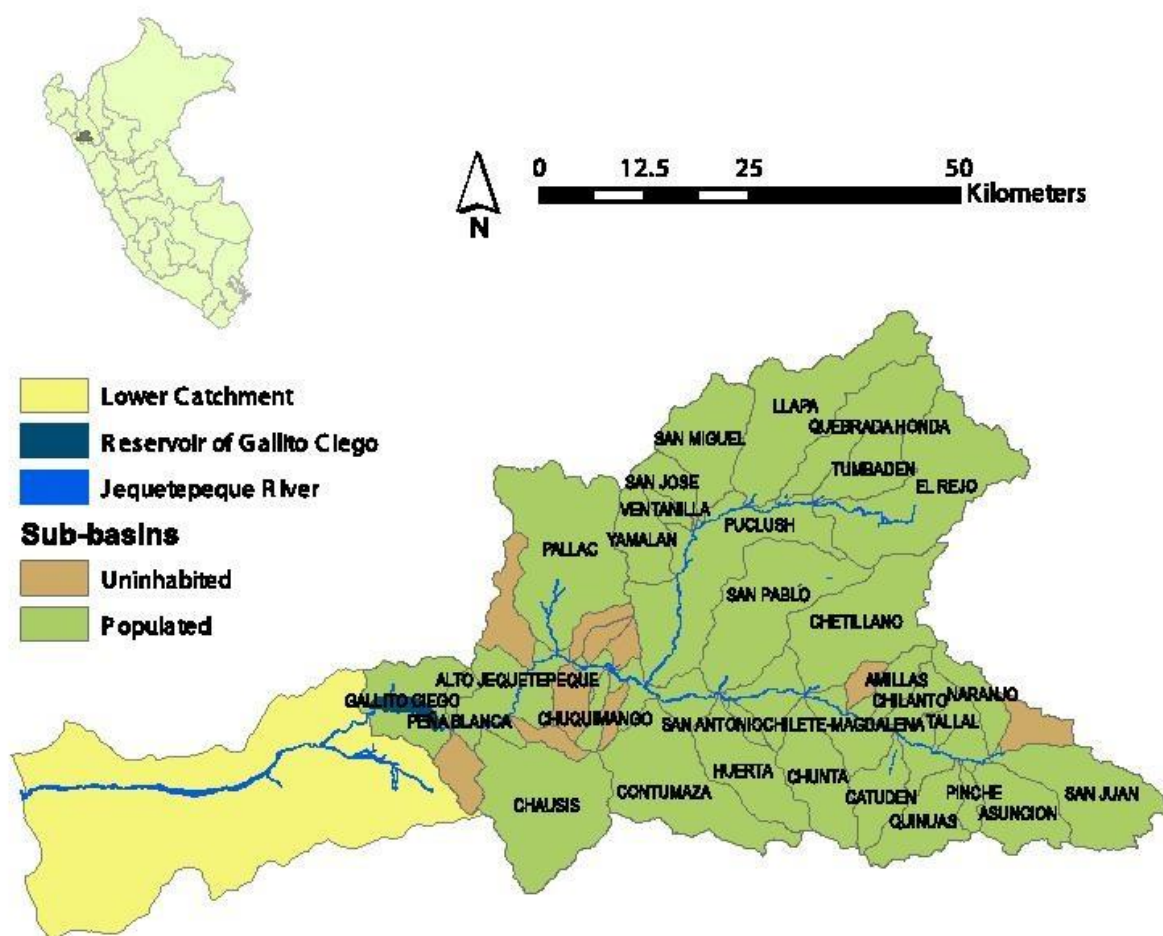 0 12.5 25 50
Kilometers
N
Lower Catchment
Reservoir of Gallito Ciego
Jequetepeque River
Sub-basins
Uninhabited
Populated
LLAPA
QUEBRADA HONDA
SAN MIGUEL
TUMBADEN
SAN JOSE
EL REJO
VENTANILLA
PUCLUSH
YAMALAN
PALLAC
SAN PABLO
CHETILLANO
ALTO JEQUETEPEQUE
AMILLAS
GALLITO CIEGO
CHILANTO
NARANJO
PEÑA BLANCA
CHUQUIMANGO
SAN ANTONIO
CHILETE-MAGDALENA
TALLAL
HUERTA
CHUNTA
CONTUMAZA
CATUDEN
PINCHE
SAN JUAN
CHAUSIS
QUINUAS
ASUNCION